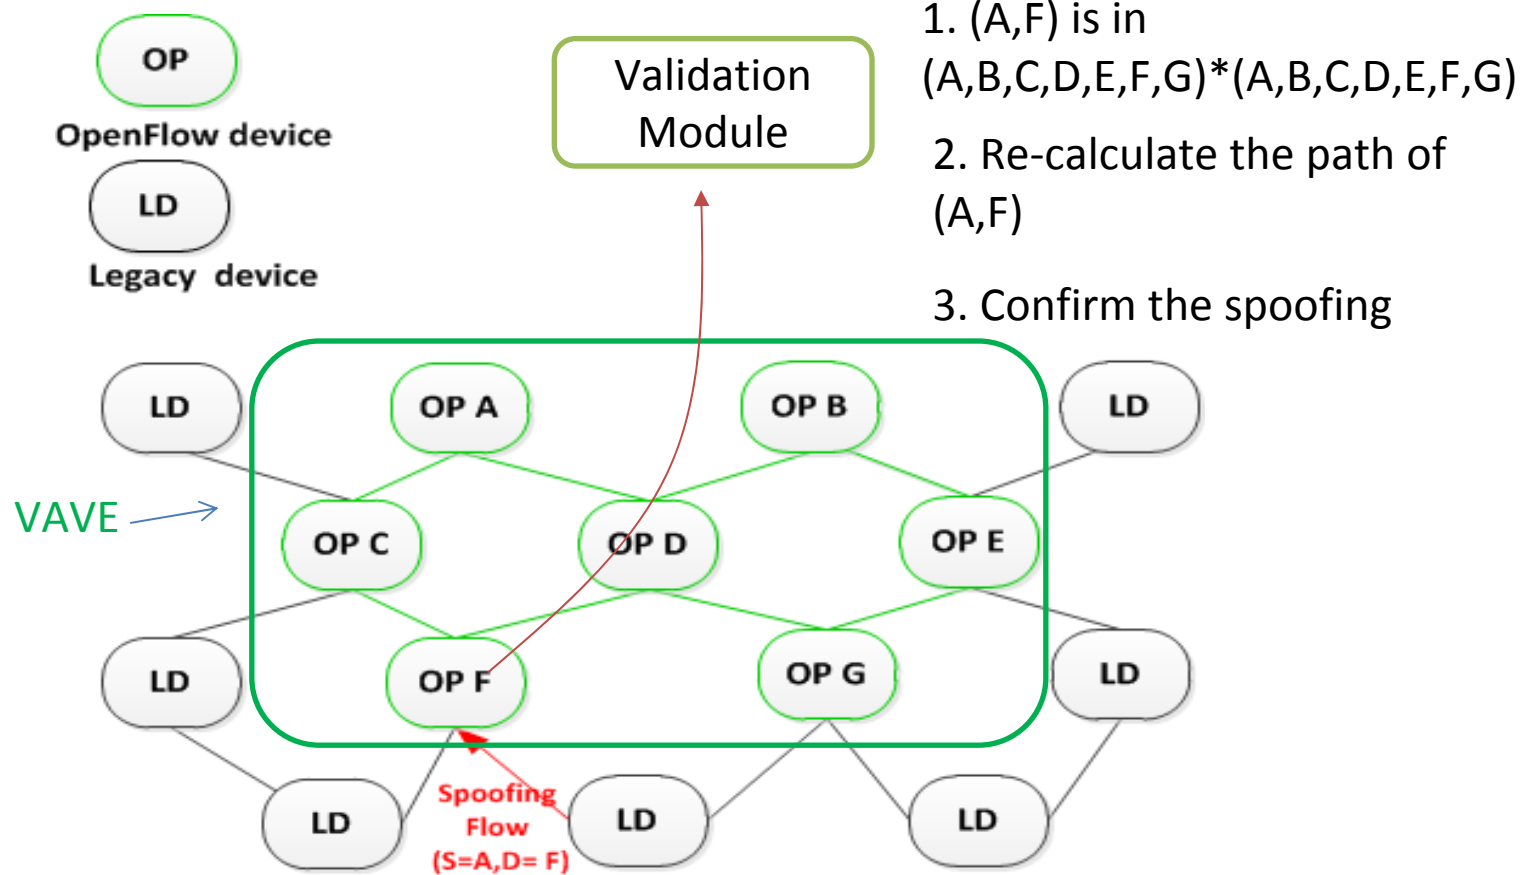 OP
OpenFlow device
LD
Legacy  device
Validation
Module
1. (A,F) is in
(A,B,C,D,E,F,G)*(A,B,C,D,E,F,G)
2. Re-calculate the path of
(A,F)
3. Confirm the spoofing
LD
OP A
OP B
LD
VAVE
OP C
OP D
OP E
LD
OP F
OP G
LD
LD
Spoofing
Flow
(S=A,D= F)
LD
LD